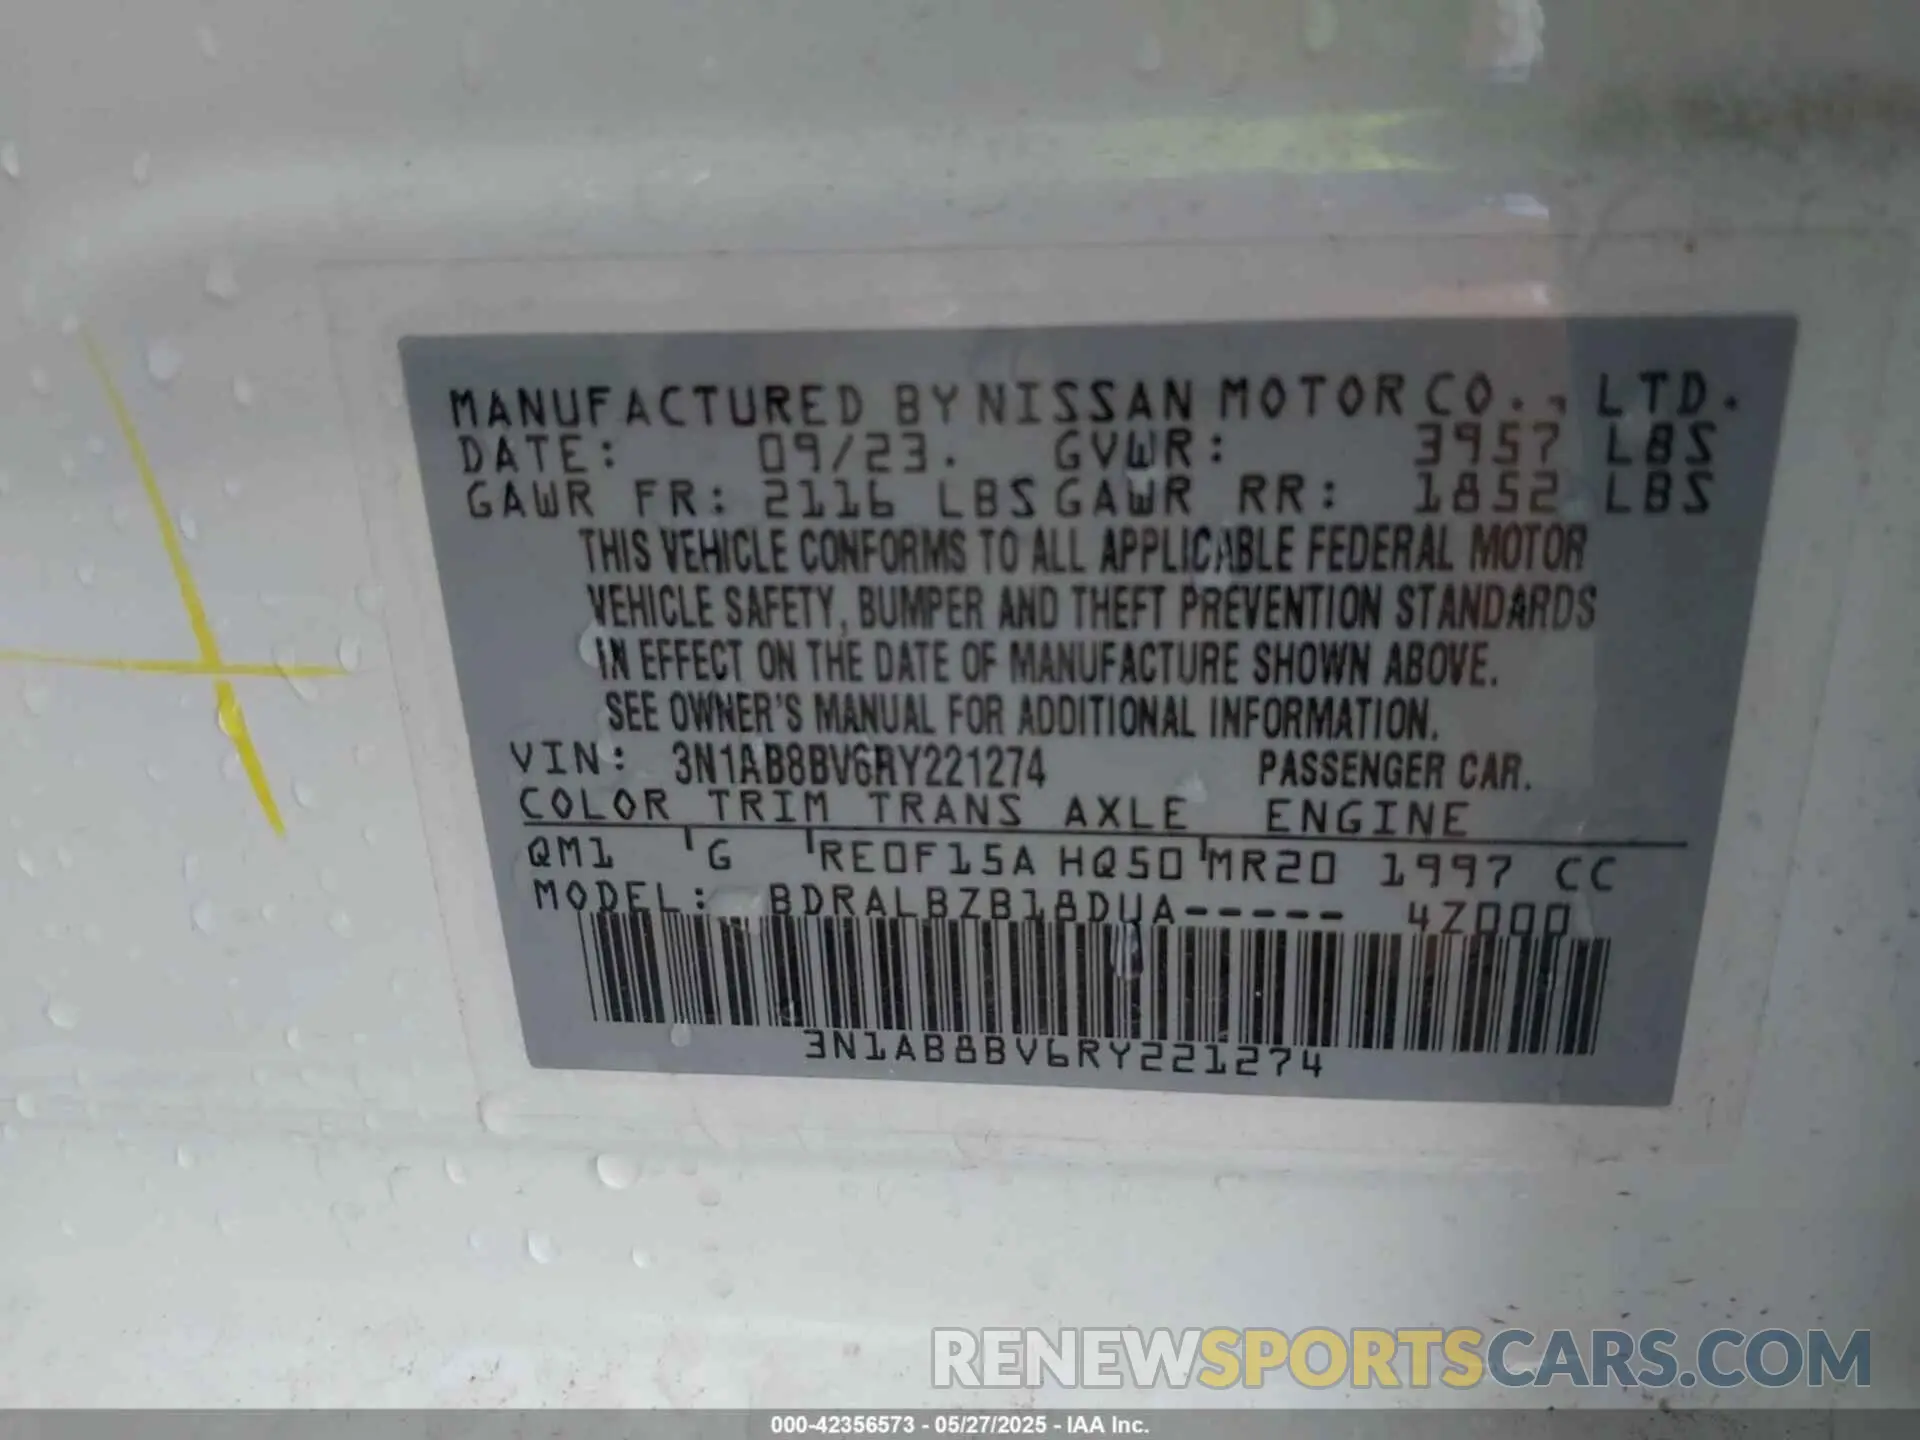 MANUFACTURED BY NISSAN MOTOR CO., LTD.
DATE: 09/23. GVWR: 3957 LBS
GAWR FR: 2116 LBS GAWR RR: 1852 LBS
THIS VEHICLE CONFORMS TO ALL APPLICABLE FEDERAL MOTOR
VEHICLE SAFETY, BUMPER AND THEFT PREVENTION STANDARDS
IN EFFECT ON THE DATE OF MANUFACTURE SHOWN ABOVE.
SEE OWNER'S MANUAL FOR ADDITIONAL INFORMATION.
VIN: 3N1AB8BV6RY221274 PASSENGER CAR.
COLOR TRIM TRANS AXLE ENGINE
QM1 G RE0F15A HQ50 MR20 1997 CC
MODEL: BDRALBZB18DUA----- 4Z000
3N1AB8BV6RY221274
RENEWSPORTSCARS.COM
000-42356573 - 05/27/2025 - IAA Inc.